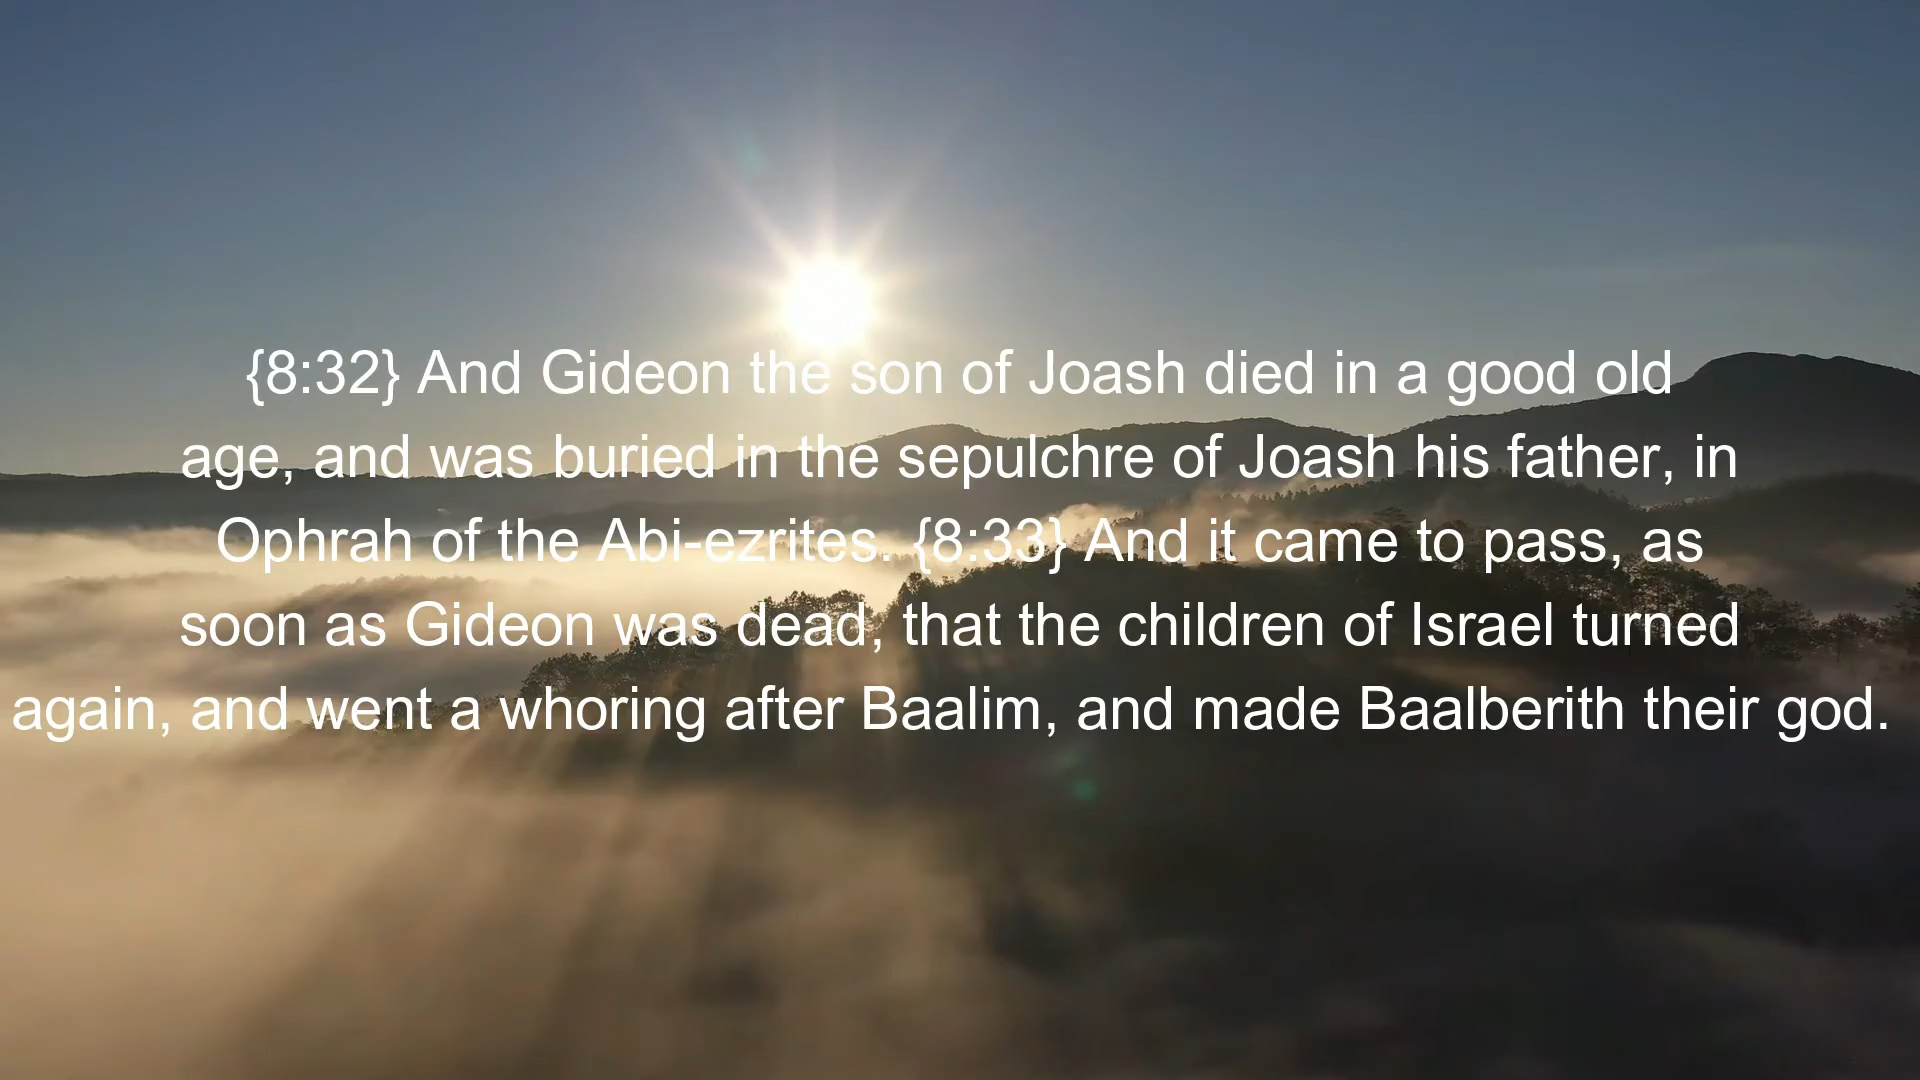 {8:32} And Gideon the son of Joash died in a good old
age, and was buried in the sepulchre of Joash his father, in
Ophrah of the Abi-ezrites. {8:33} And it came to pass, as
soon as Gideon was dead, that the children of Israel turned
again, and went a whoring after Baalim, and made Baalberith their god.